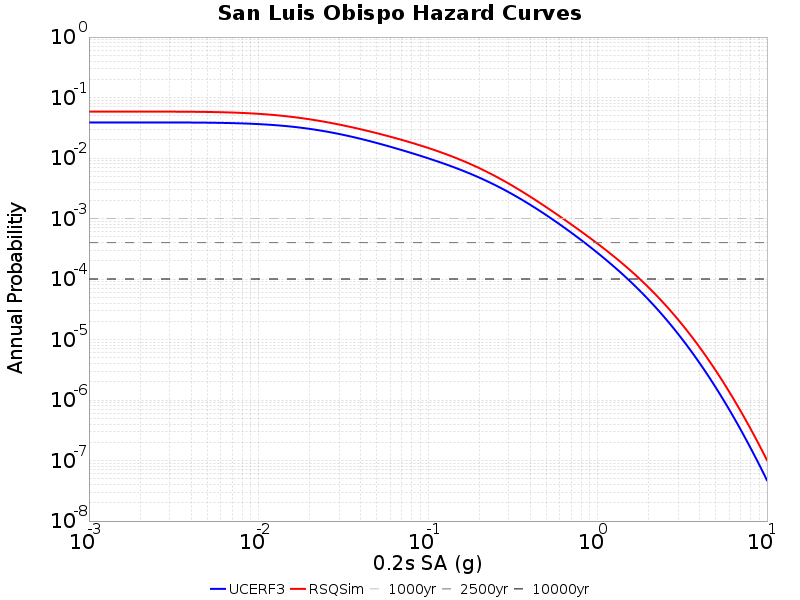 San Luis Obispo Hazard Curves
10^0
10^-1
10^-2
10^-3
10^-4
10^-5
10^-6
10^-7
10^-8
Annual Probabilitiy
10^-3 10^-2 10^-1 10^0 10^1
0.2s SA (g)
UCERF3 RSQSim 1000yr 2500yr 10000yr